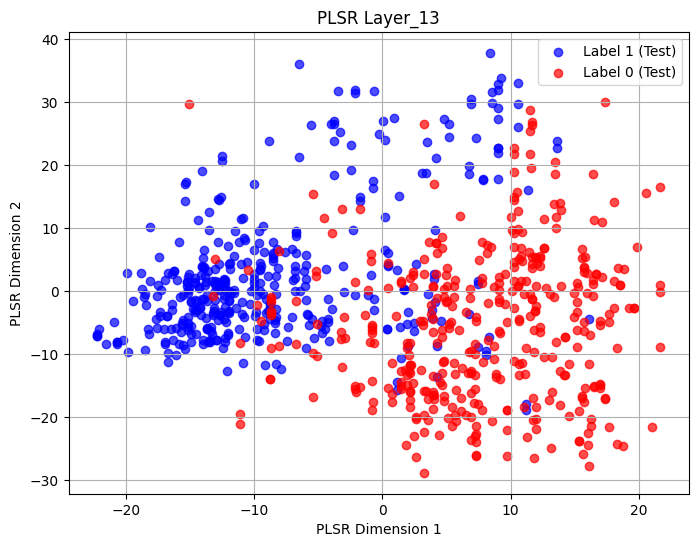 PLSR Layer_13
Label 1 (Test)
Label 0 (Test)
40
30
20
10
0
−10
−20
−30
PLSR Dimension 2
−20
−10
0
10
20
PLSR Dimension 1